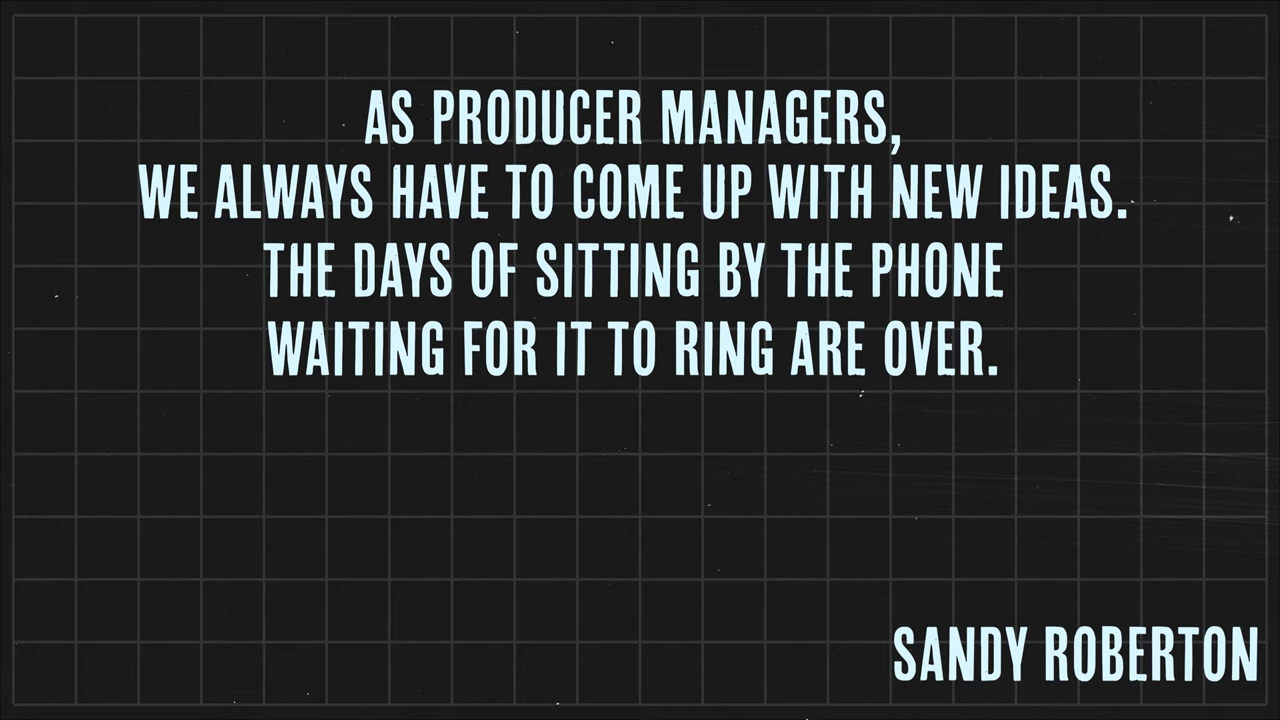 AS PRODUCER MANAGERS,
WE ALWAYS HAVE TO COME UP WITH NEW IDEAS.
THE DAYS OF SITTING BY THE PHONE
WAITING FOR IT TO RING ARE OVER.
SANDY ROBERTON